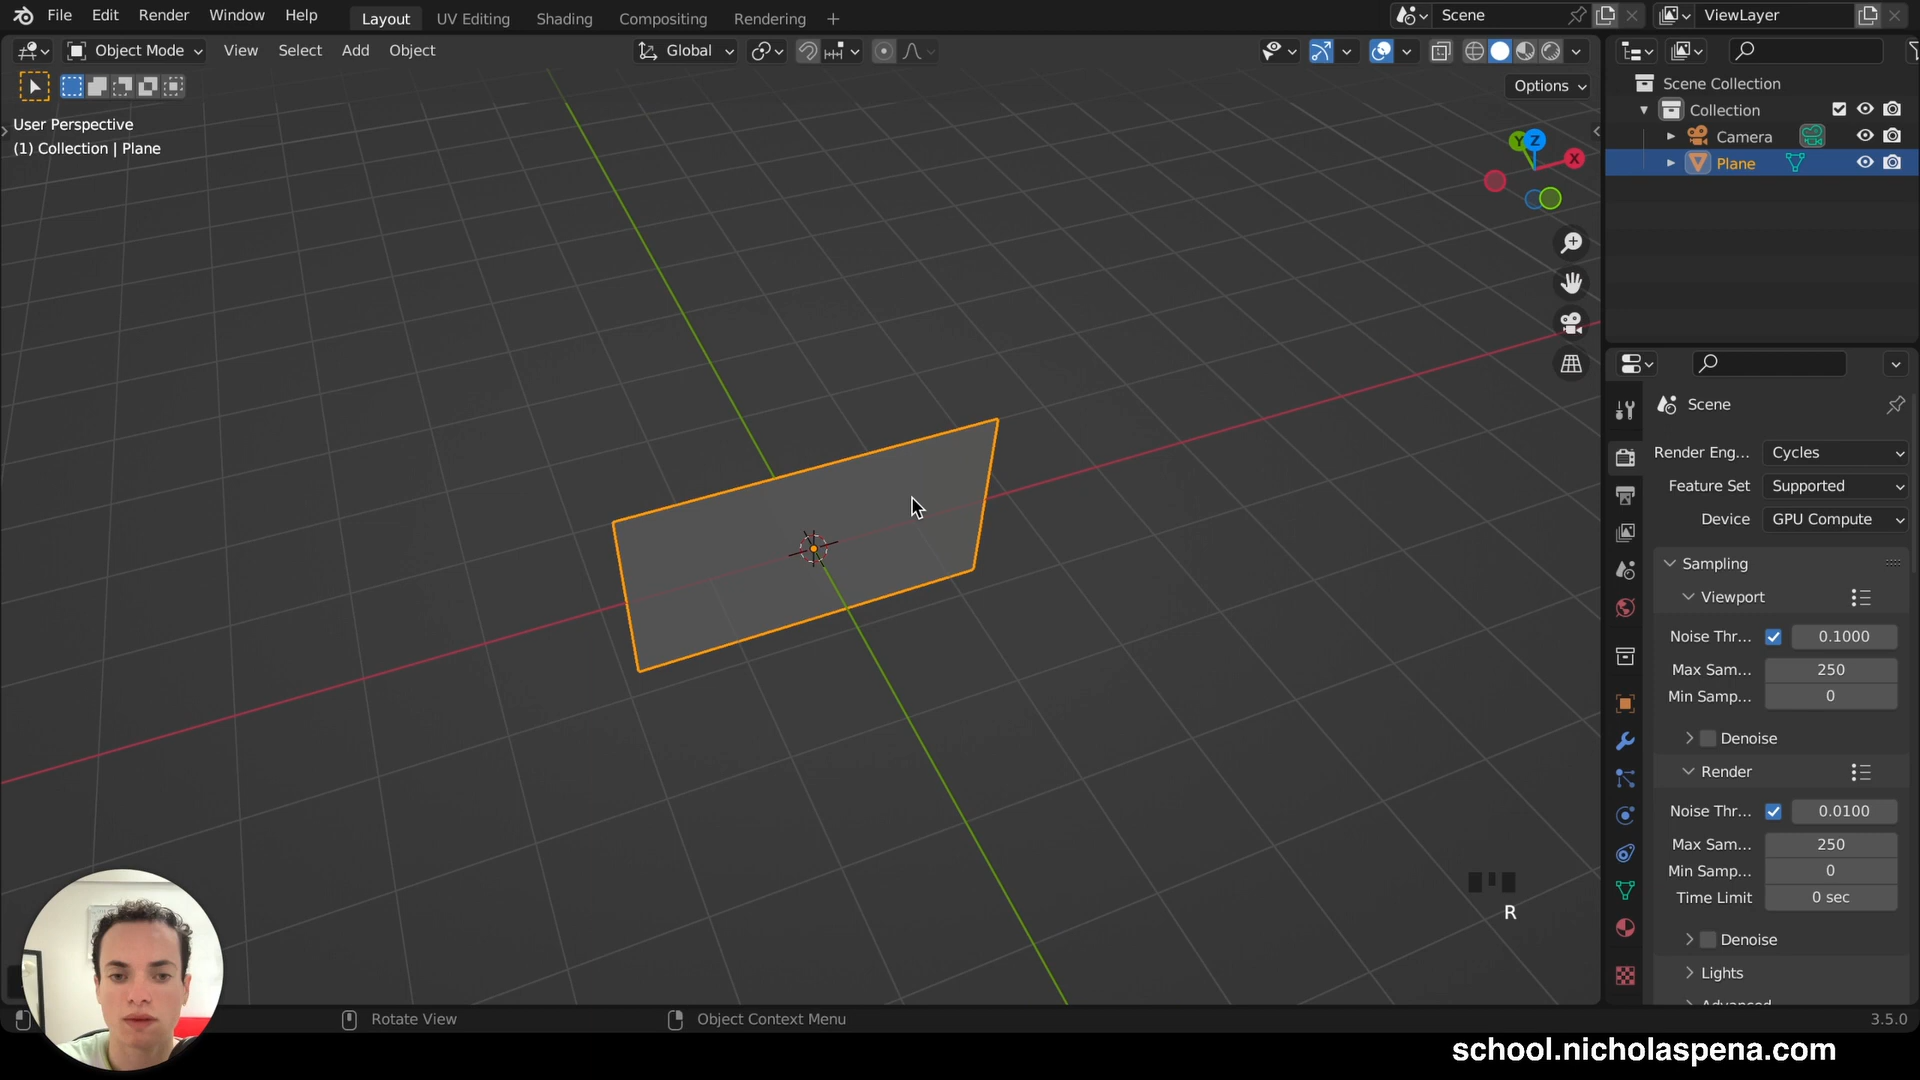 File Edit Render Window Help Layout UV Editing Shading Compositing Rendering + Scene ViewLayer
Object Mode View Select Add Object Global
Options
User Perspective
(1) Collection | Plane
Y Z X
Scene Collection
Collection
Camera
Plane
Scene
Render Eng... Cycles
Feature Set Supported
Device GPU Compute
Sampling
Viewport
Noise Thr... 0.1000
Max Sam... 250
Min Samp... 0
Denoise
Render
Noise Thr... 0.0100
Max Sam... 250
Min Samp... 0
Time Limit 0 sec
Denoise
Lights
Advanced
R
Rotate View Object Context Menu 3.5.0
school.nicholaspena.com